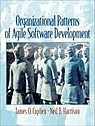 Organizational Patterns
of Agile Software Development
James O. Coplien • Neil B. Harrison